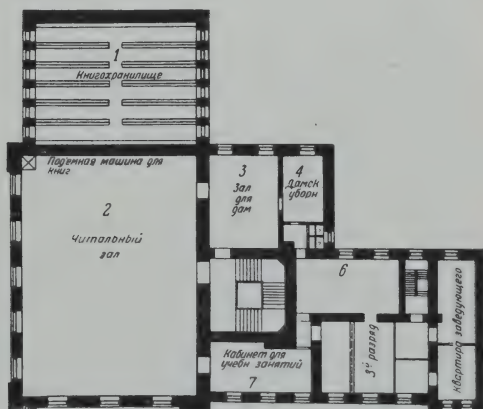 1
Книгохранилище
Подъемная машина для
книг
2
Читальный
зал
3
Зал
для
дам
4
Дамск
уборн
6
3й разряд
Квартира заведующего
Кабинет для
учебн занятий
7